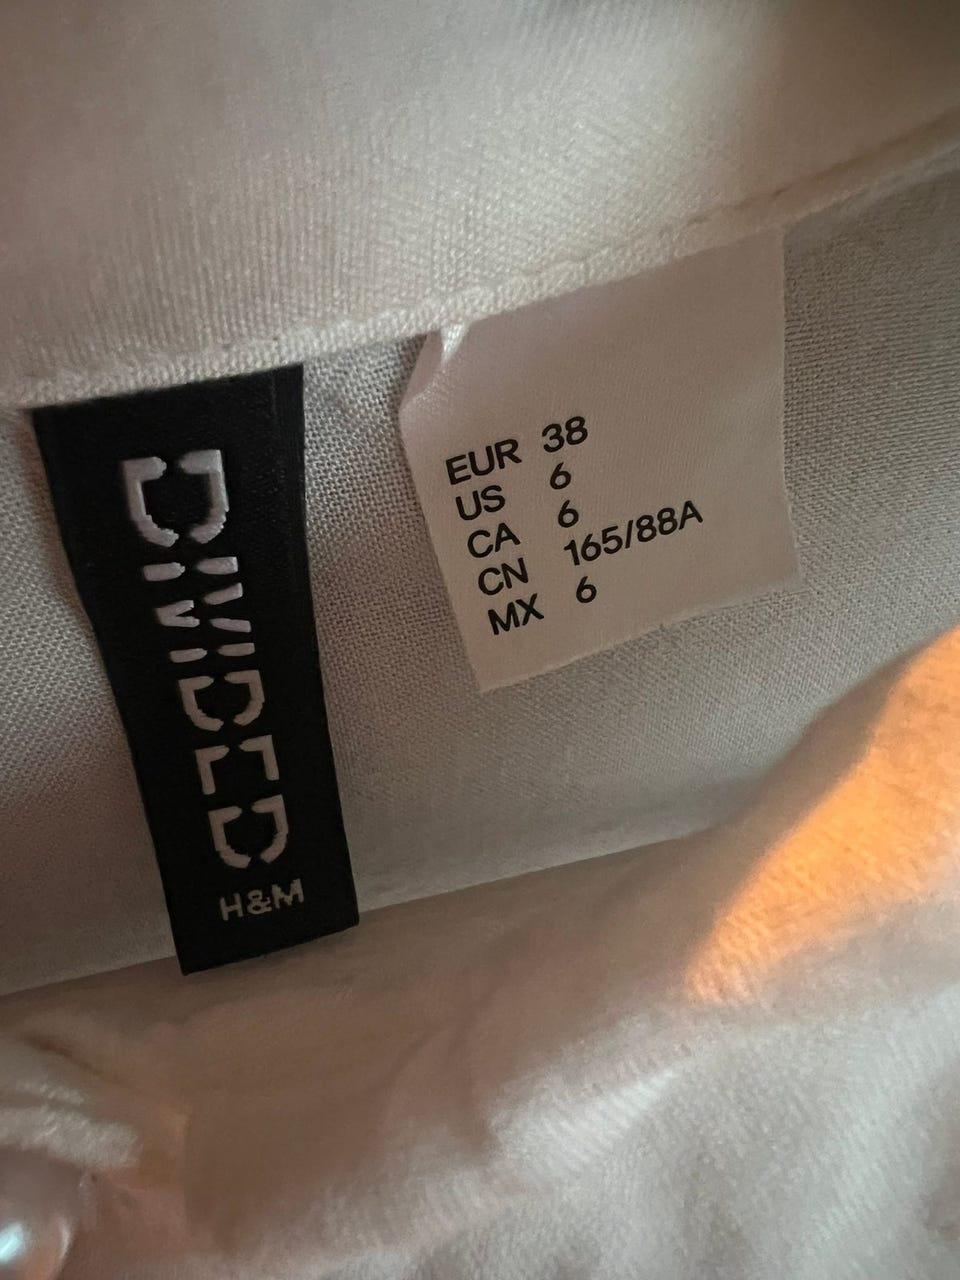 DIVIDED
H&M
EUR 38
US 6
CA 6
CN 165/88A
MX 6